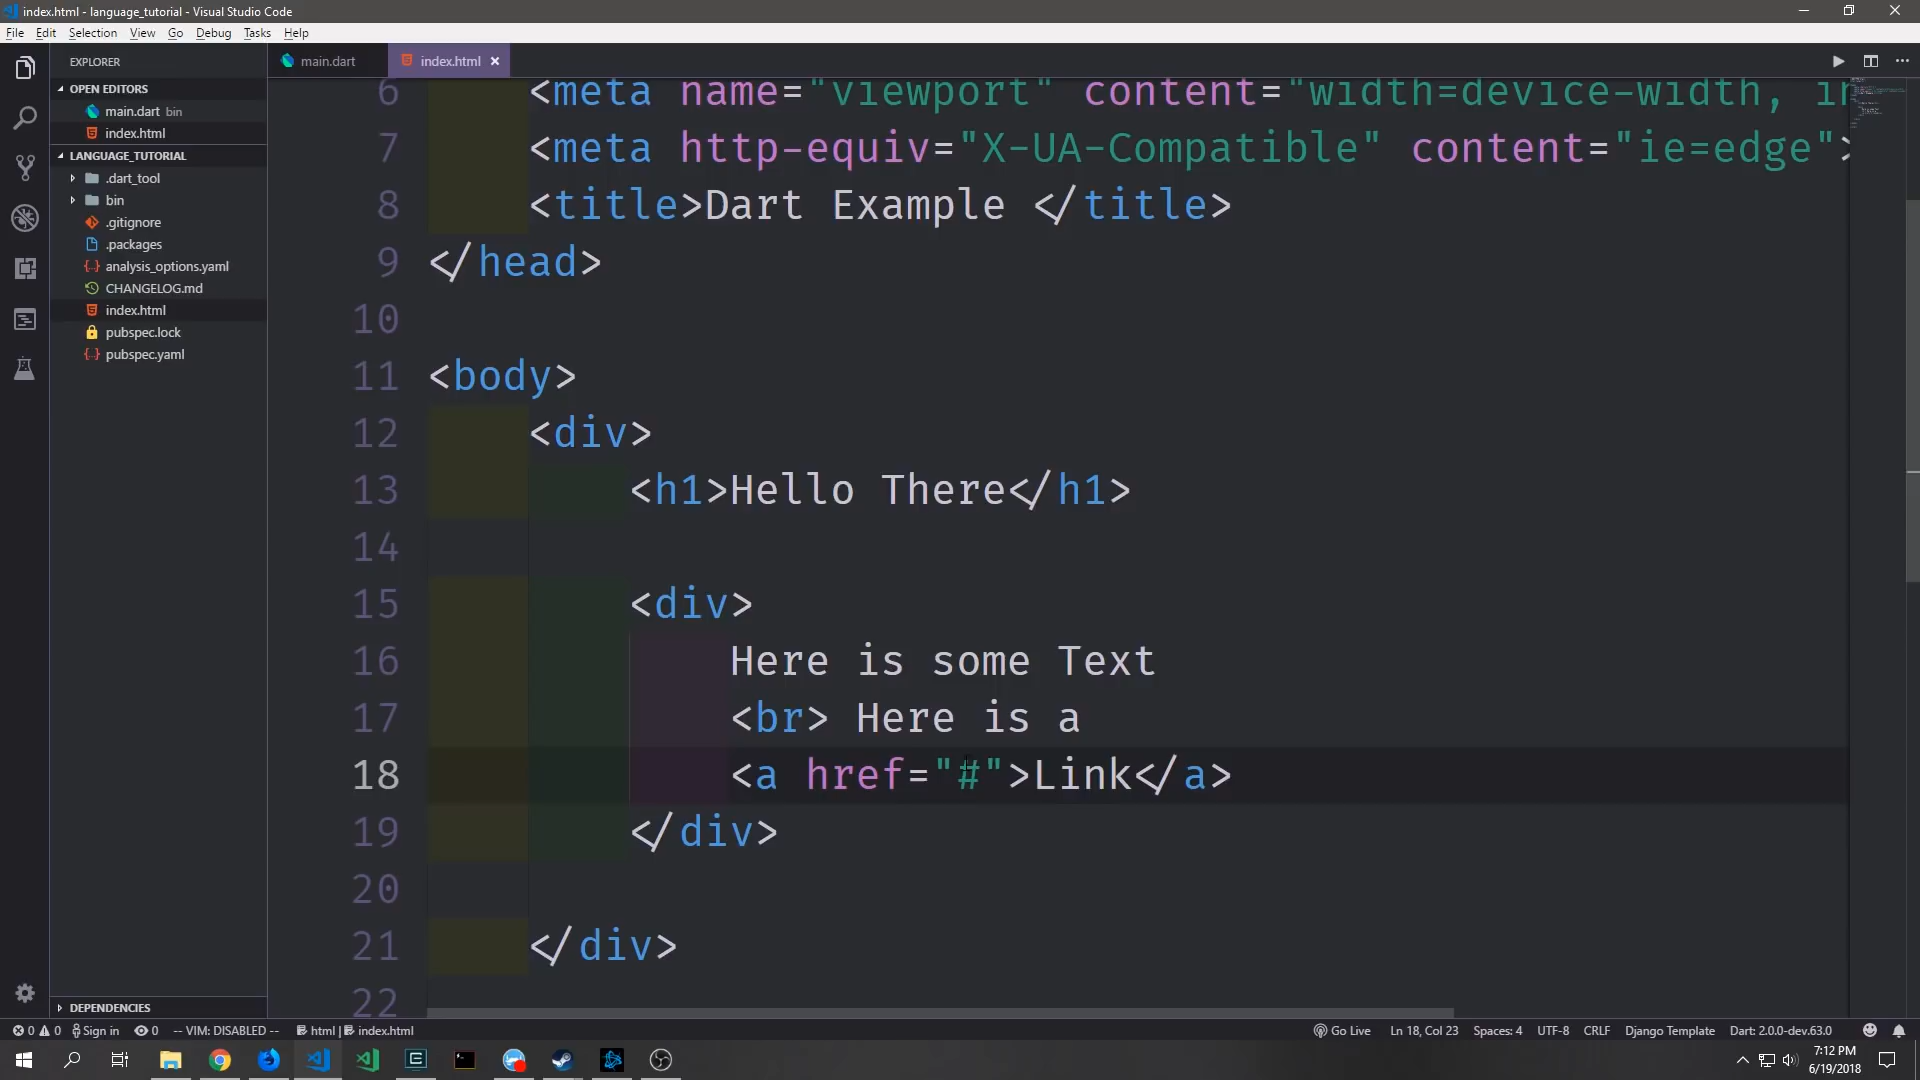 index.html - language_tutorial - Visual Studio Code
File Edit Selection View Go Debug Tasks Help
EXPLORER
OPEN EDITORS
main.dart bin
index.html
LANGUAGE_TUTORIAL
.dart_tool
bin
.gitignore
.packages
analysis_options.yaml
CHANGELOG.md
index.html
pubspec.lock
pubspec.yaml
DEPENDENCIES
main.dart index.html
6 <meta name="viewport" content="width=device-width, in
7 <meta http-equiv="X-UA-Compatible" content="ie=edge">
8 <title>Dart Example </title>
9 </head>
10
11 <body>
12 <div>
13 <h1>Hello There</h1>
14
15 <div>
16 Here is some Text
17 <br> Here is a
18 <a href="#">Link</a>
19 </div>
20
21 </div>
22
0 0 Sign in 0 -- VIM: DISABLED -- html | index.html Go Live Ln 18, Col 23 Spaces: 4 UTF-8 CRLF Django Template Dart: 2.0.0-dev.63.0
7:12 PM
6/19/2018